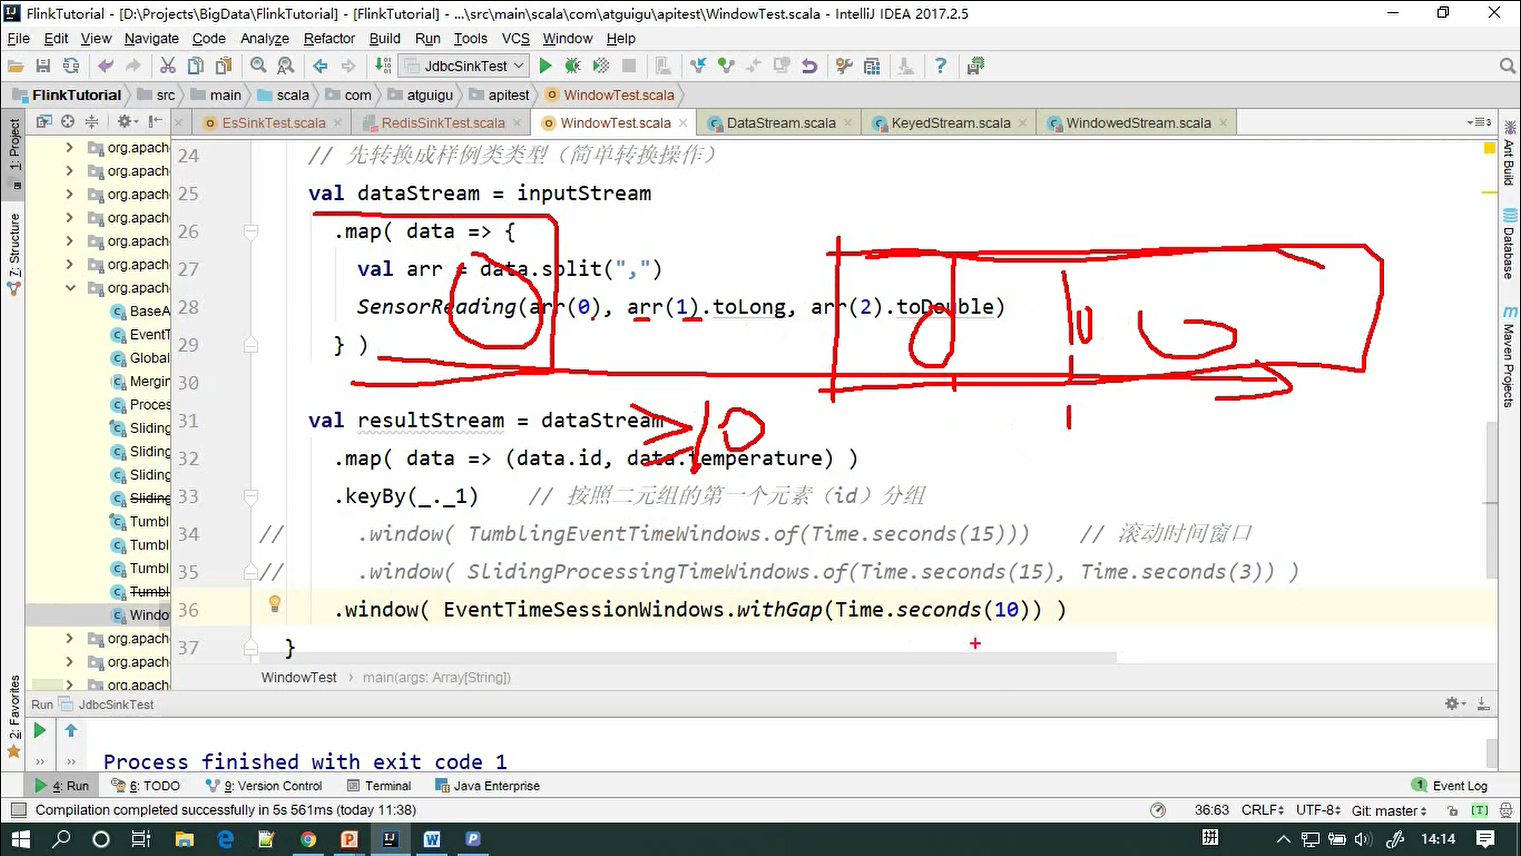 FlinkTutorial - [D:\Projects\BigData\FlinkTutorial] - [FlinkTutorial] - ...\src\main\scala\com\atguigu\apitest\WindowTest.scala - IntelliJ IDEA 2017.2.5
File Edit View Navigate Code Analyze Refactor Build Run Tools VCS Window Help
JdbcSinkTest
FlinkTutorial src main scala com atguigu apitest WindowTest.scala
1: Project
7: Structure
2: Favorites
EsSinkTest.scala RedisSinkTest.scala WindowTest.scala DataStream.scala KeyedStream.scala WindowedStream.scala
Ant Build
Database
Maven Projects
org.apach
org.apach
org.apach
org.apach
org.apach
org.apach
org.apach
BaseA
EventT
Global
Mergin
Proces
Sliding
Sliding
Sliding
Sliding
Tumbl
Tumbl
Tumbl
Tumbl
Windo
org.apach
org.apach
org.apach
24 // 先转换成样例类类型（简单转换操作）
25 val dataStream = inputStream
26 .map( data => {
27 val arr = data.split(",")
28 SensorReading(arr(0), arr(1).toLong, arr(2).toDouble)
29 } )
30
31 val resultStream = dataStream
32 .map( data => (data.id, data.temperature) )
33 .keyBy(_._1) // 按照二元组的第一个元素（id）分组
34 // .window( TumblingEventTimeWindows.of(Time.seconds(15))) // 滚动时间窗口
35 // .window( SlidingProcessingTimeWindows.of(Time.seconds(15), Time.seconds(3)) )
36 .window( EventTimeSessionWindows.withGap(Time.seconds(10)) )
37 }
10
WindowTest main(args: Array[String])
Run JdbcSinkTest
Process finished with exit code 1
4: Run 6: TODO 9: Version Control Terminal Java Enterprise 1 Event Log
Compilation completed successfully in 5s 561ms (today 11:38) 36:63 CRLF UTF-8 Git: master [T]
拼 14:14